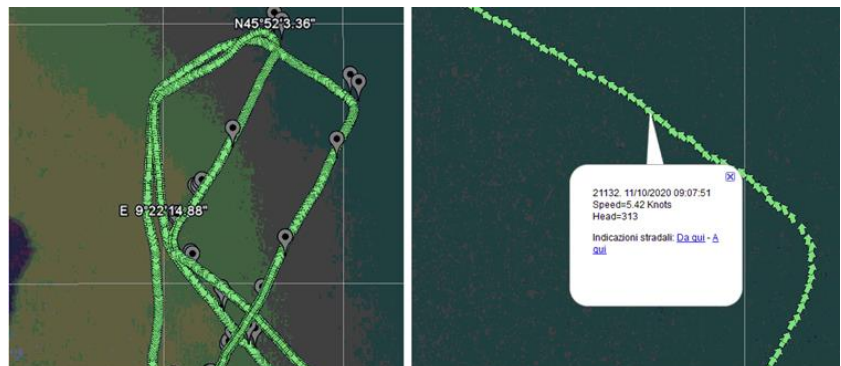 N45°52'3.36"
E 9°22'14.88"
21132. 11/10/2020 09:07:51
Speed=5.42 Knots
Head=313
Indicazioni stradali: Da qui - A
qui